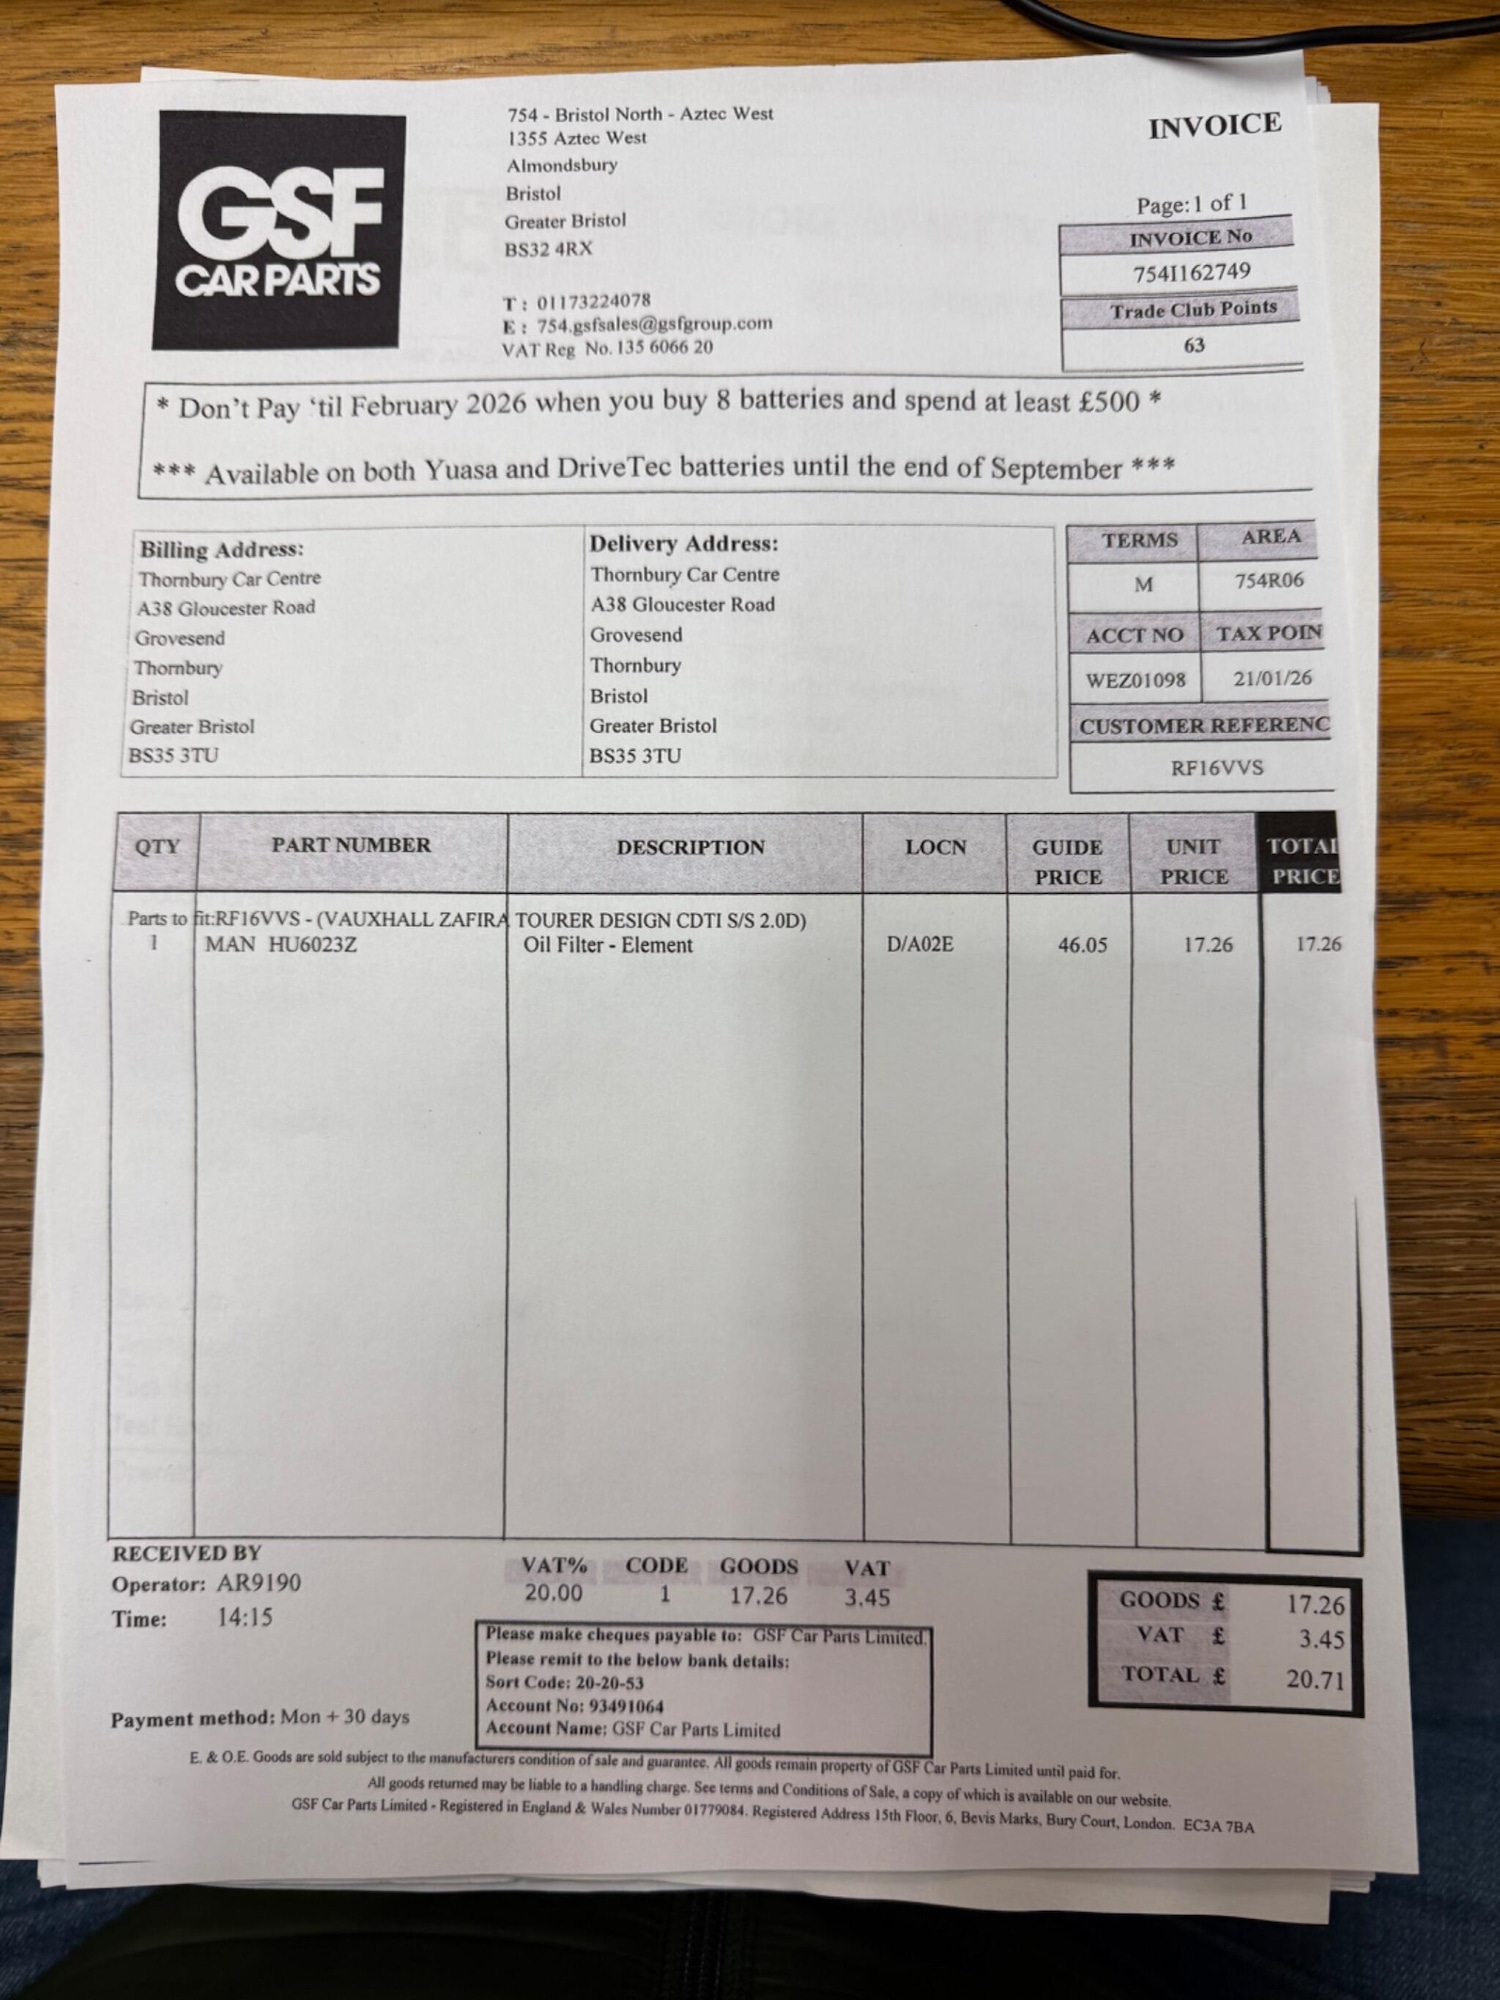 GSF
CAR PARTS
754 - Bristol North - Aztec West
1355 Aztec West
Almondsbury
Bristol
Greater Bristol
BS32 4RX
T : 01173224078
E : 754.gsfsales@gsfgroup.com
VAT Reg No. 135 6066 20
INVOICE
Page:1 of 1
INVOICE No
754I162749
Trade Club Points
63
* Don't Pay 'til February 2026 when you buy 8 batteries and spend at least £500 *
*** Available on both Yuasa and DriveTec batteries until the end of September ***
Billing Address:
Thornbury Car Centre
A38 Gloucester Road
Grovesend
Thornbury
Bristol
Greater Bristol
BS35 3TU
Delivery Address:
Thornbury Car Centre
A38 Gloucester Road
Grovesend
Thornbury
Bristol
Greater Bristol
BS35 3TU
TERMS AREA
M 754R06
ACCT NO TAX POIN
WEZ01098 21/01/26
CUSTOMER REFERENC
RF16VVS
QTY PART NUMBER DESCRIPTION LOCN GUIDE PRICE UNIT PRICE TOTAL PRICE
Parts to fit:RF16VVS - (VAUXHALL ZAFIRA TOURER DESIGN CDTI S/S 2.0D)
1 MAN HU6023Z Oil Filter - Element D/A02E 46.05 17.26 17.26
RECEIVED BY
Operator: AR9190
Time: 14:15
Payment method: Mon + 30 days
VAT% CODE GOODS VAT
20.00 1 17.26 3.45
Please make cheques payable to: GSF Car Parts Limited.
Please remit to the below bank details:
Sort Code: 20-20-53
Account No: 93491064
Account Name: GSF Car Parts Limited
GOODS £ 17.26
VAT £ 3.45
TOTAL £ 20.71
E. & O.E. Goods are sold subject to the manufacturers condition of sale and guarantee. All goods remain property of GSF Car Parts Limited until paid for.
All goods returned may be liable to a handling charge. See terms and Conditions of Sale, a copy of which is available on our website.
GSF Car Parts Limited - Registered in England & Wales Number 01779084. Registered Address 15th Floor, 6, Bevis Marks, Bury Court, London. EC3A 7BA